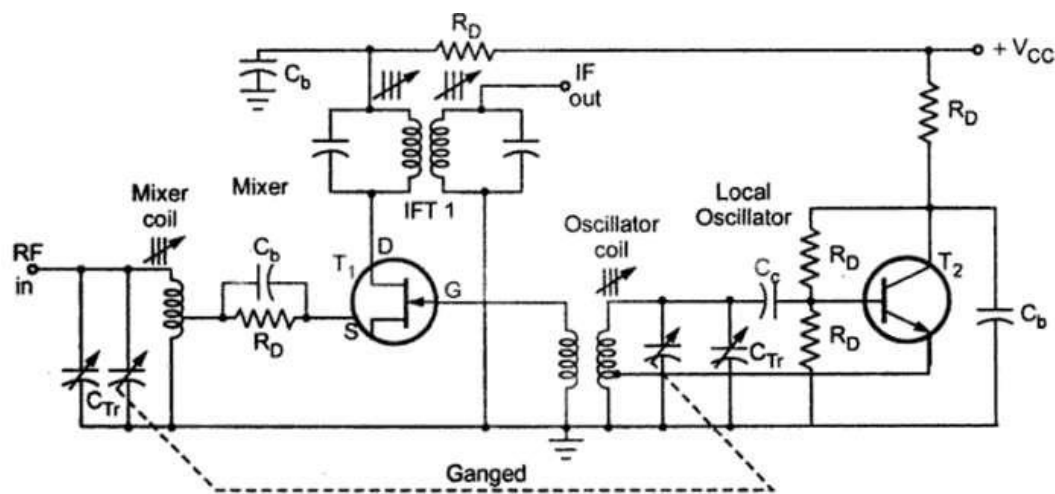 R_D
+ V_CC
C_b
IF
out
R_D
Mixer
coil
Mixer
IFT 1
Local
Oscillator
Oscillator
coil
RF
in
C_b
D
T_1
G
S
R_D
C_c
R_D
T_2
R_D
C_b
C_Tr
C_Tr
Ganged